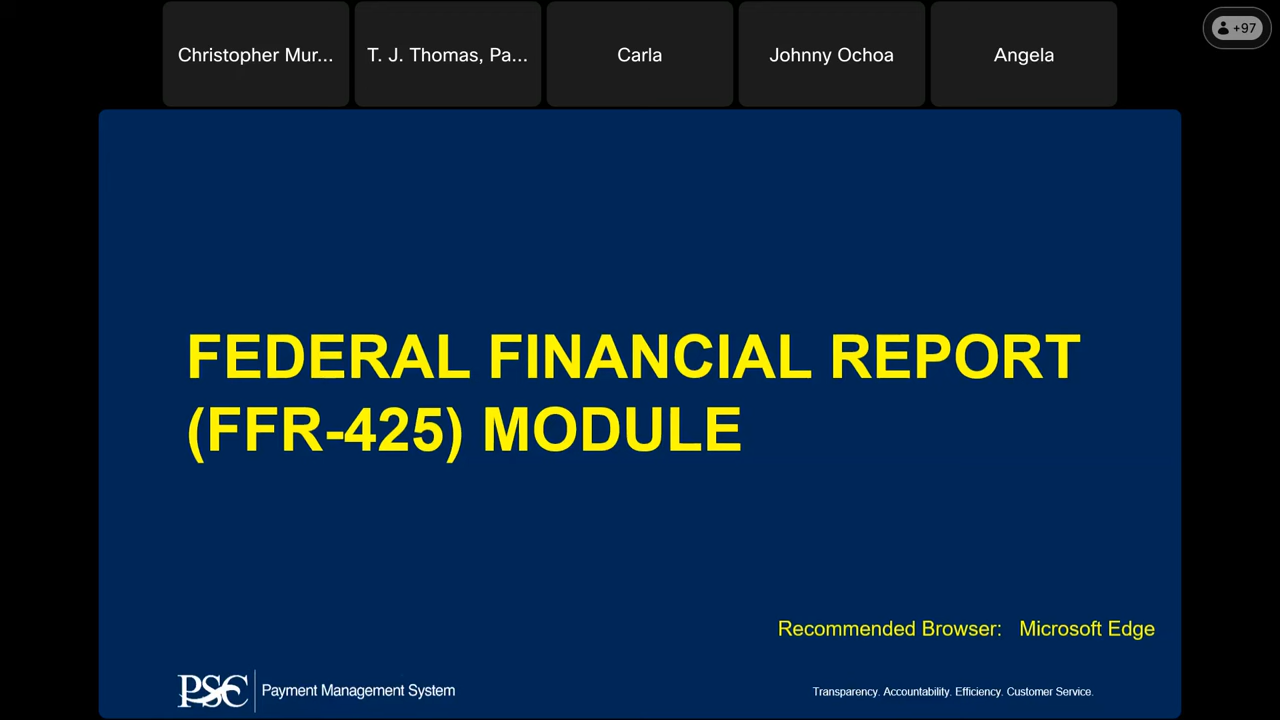 Christopher Mur...
T. J. Thomas, Pa...
Carla
Johnny Ochoa
Angela
+97
FEDERAL FINANCIAL REPORT
(FFR-425) MODULE
Recommended Browser: Microsoft Edge
PSC Payment Management System
Transparency. Accountability. Efficiency. Customer Service.